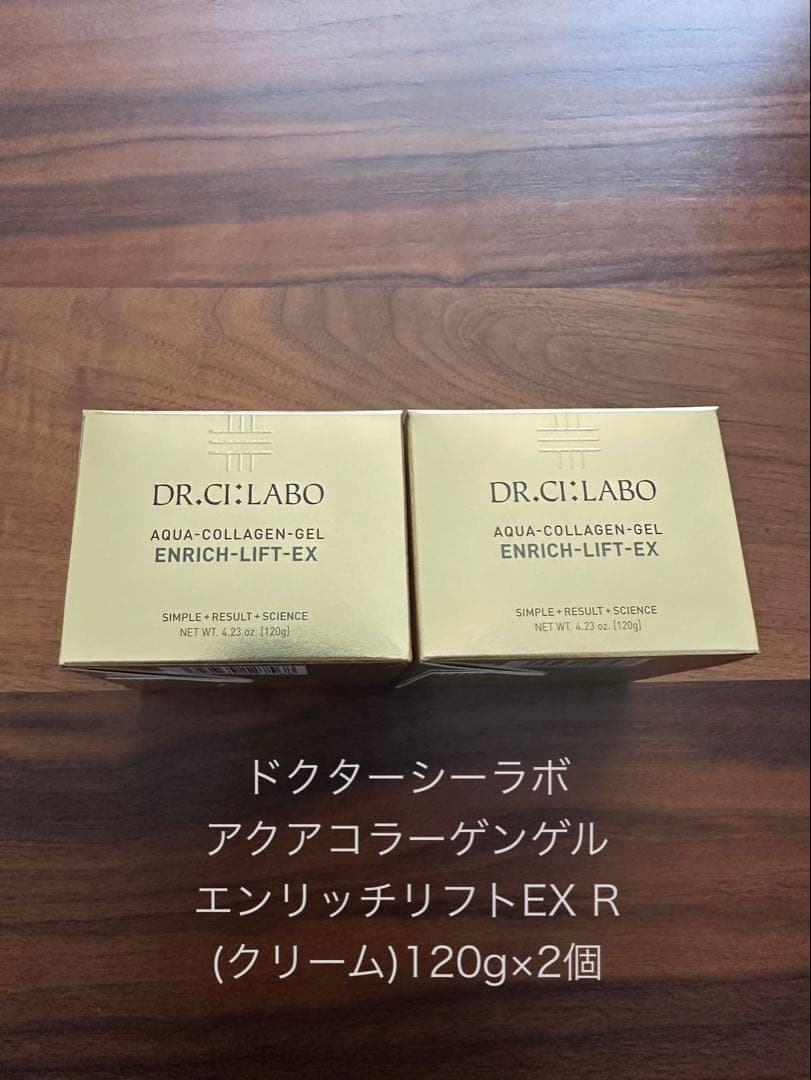 DR.CI:LABO
AQUA-COLLAGEN-GEL
ENRICH-LIFT-EX
SIMPLE+RESULT+SCIENCE
NET WT. 4.23 oz. [120g]
DR.CI:LABO
AQUA-COLLAGEN-GEL
ENRICH-LIFT-EX
SIMPLE+RESULT+SCIENCE
NET WT. 4.23 oz. [120g]
ドクターシーラボ
アクアコラーゲンゲル
エンリッチリフトEX R
(クリーム)120g×2個